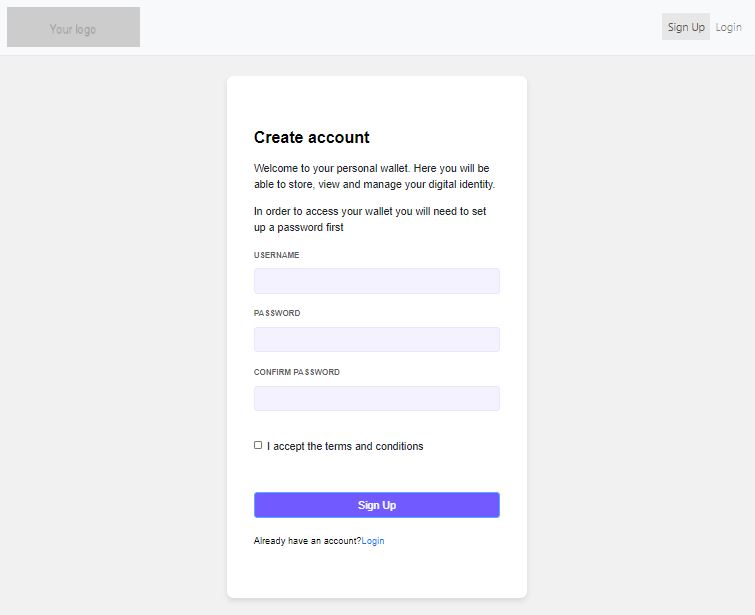 Your logo
Sign Up
Login
Create account
Welcome to your personal wallet. Here you will be
able to store, view and manage your digital identity.
In order to access your wallet you will need to set
up a password first
USERNAME
PASSWORD
CONFIRM PASSWORD
I accept the terms and conditions
Sign Up
Already have an account?Login